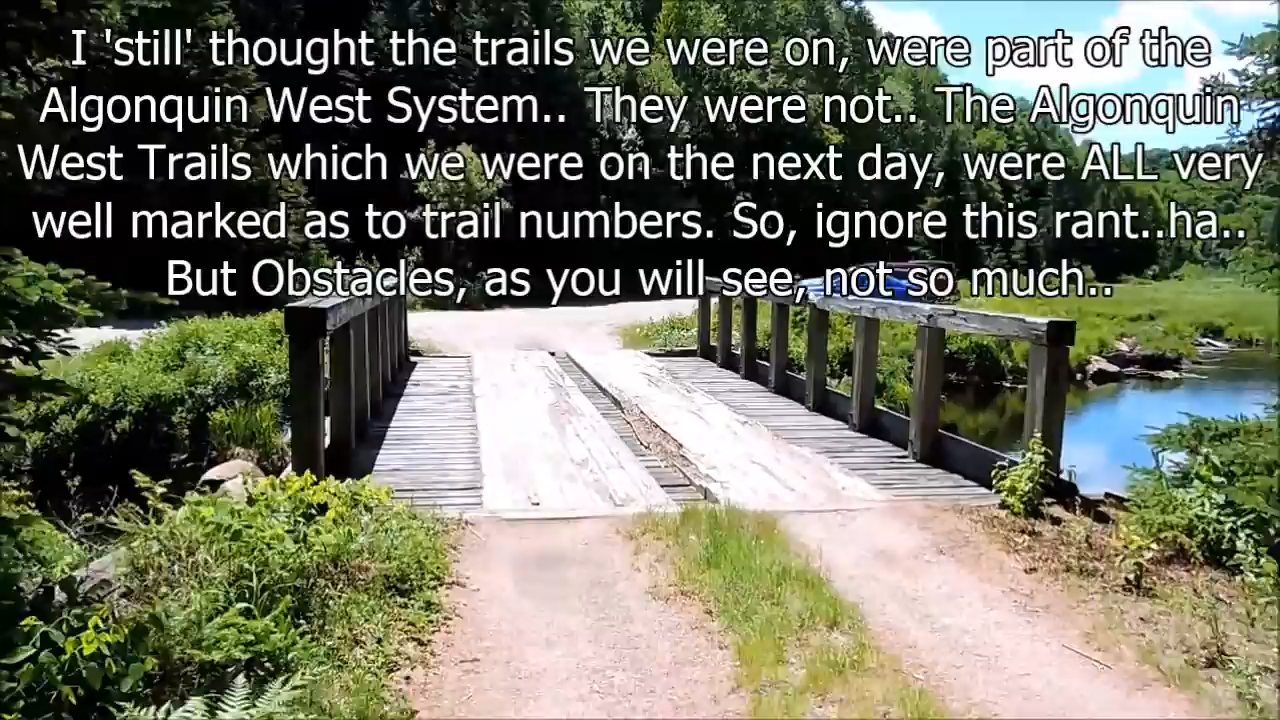 I 'still' thought the trails we were on, were part of the
Algonquin West System.. They were not.. The Algonquin
West Trails which we were on the next day, were ALL very
well marked as to trail numbers. So, ignore this rant..ha..
But Obstacles, as you will see, not so much..